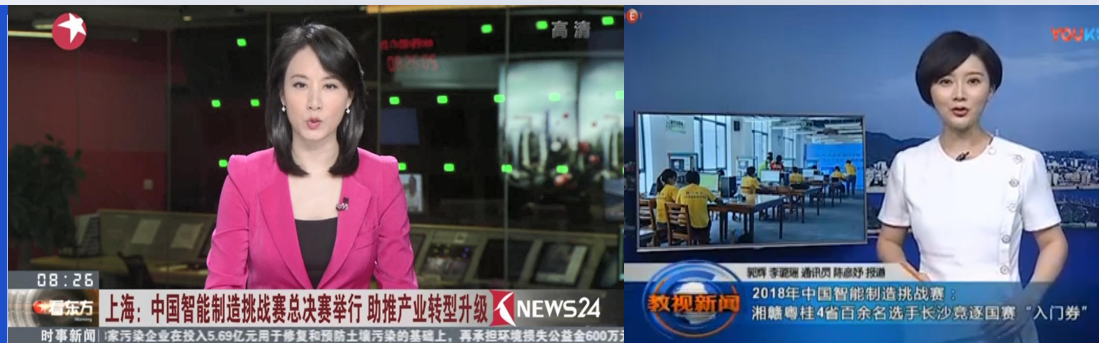 高清
08:26
看东方
上海：中国智能制造挑战赛总决赛举行 助推产业转型升级
NEWS24
时事新闻
家污染企业在投入5.69亿元用于修复和预防土壤污染的基础上，再承担环境损失公益金600万元
YOUK
郭辉 李璐瑶 通讯员 陈彦妤 报道
教视新闻
2018年中国智能制造挑战赛：
湘赣粤桂4省百余名选手长沙竞逐国赛“入门券”